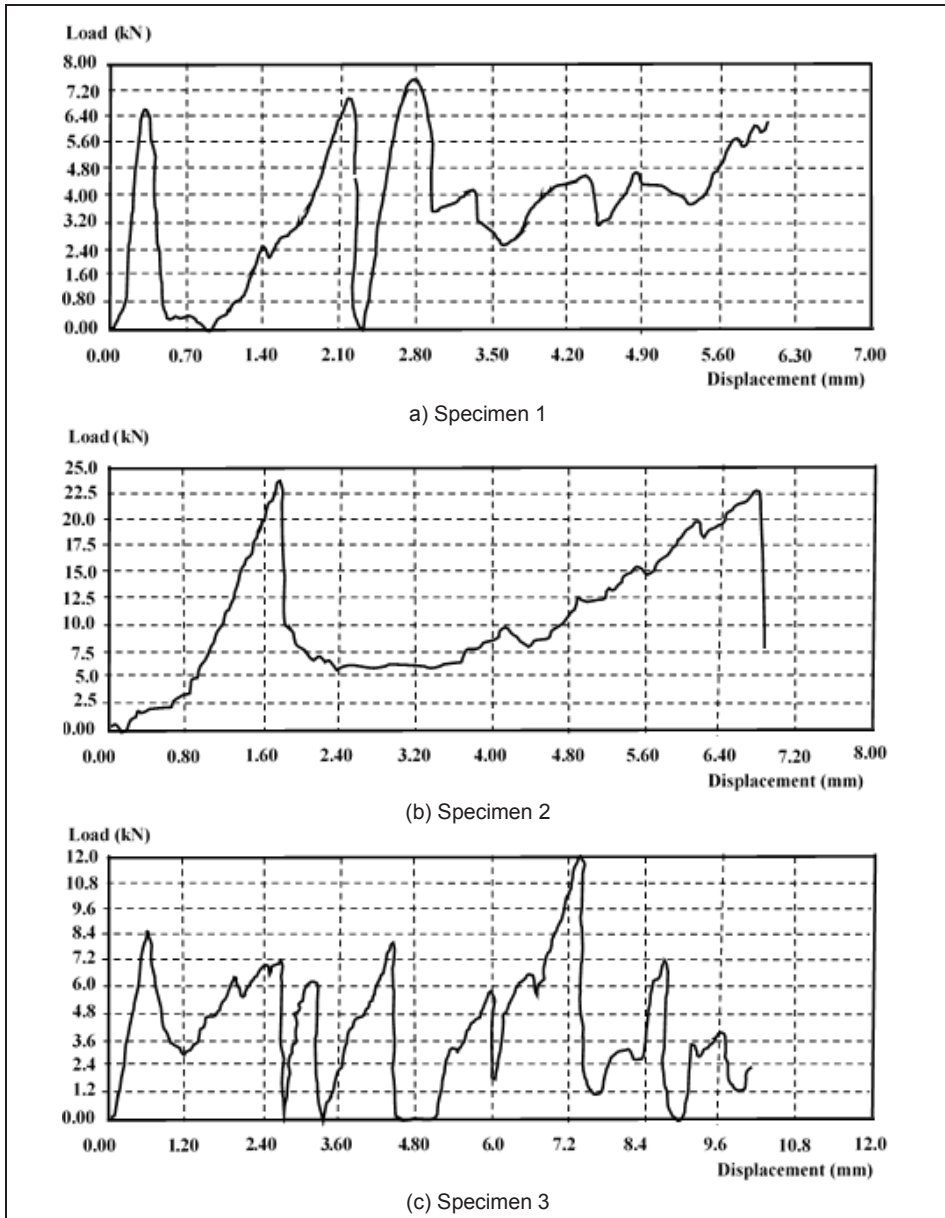 Load (kN)
8.00
7.20
6.40
5.60
4.80
4.00
3.20
2.40
1.60
0.80
0.00
0.00 0.70 1.40 2.10 2.80 3.50 4.20 4.90 5.60 6.30 7.00
Displacement (mm)
a) Specimen 1
Load (kN)
25.0
22.5
20.0
17.5
15.0
12.5
10.0
7.5
5.0
2.5
0.00
0.00 0.80 1.60 2.40 3.20 4.00 4.80 5.60 6.40 7.20 8.00
Displacement (mm)
(b) Specimen 2
Load (kN)
12.0
10.8
9.6
8.4
7.2
6.0
4.8
3.6
2.4
1.2
0.00
0.00 1.20 2.40 3.60 4.80 6.0 7.2 8.4 9.6 10.8 12.0
Displacement (mm)
(c) Specimen 3